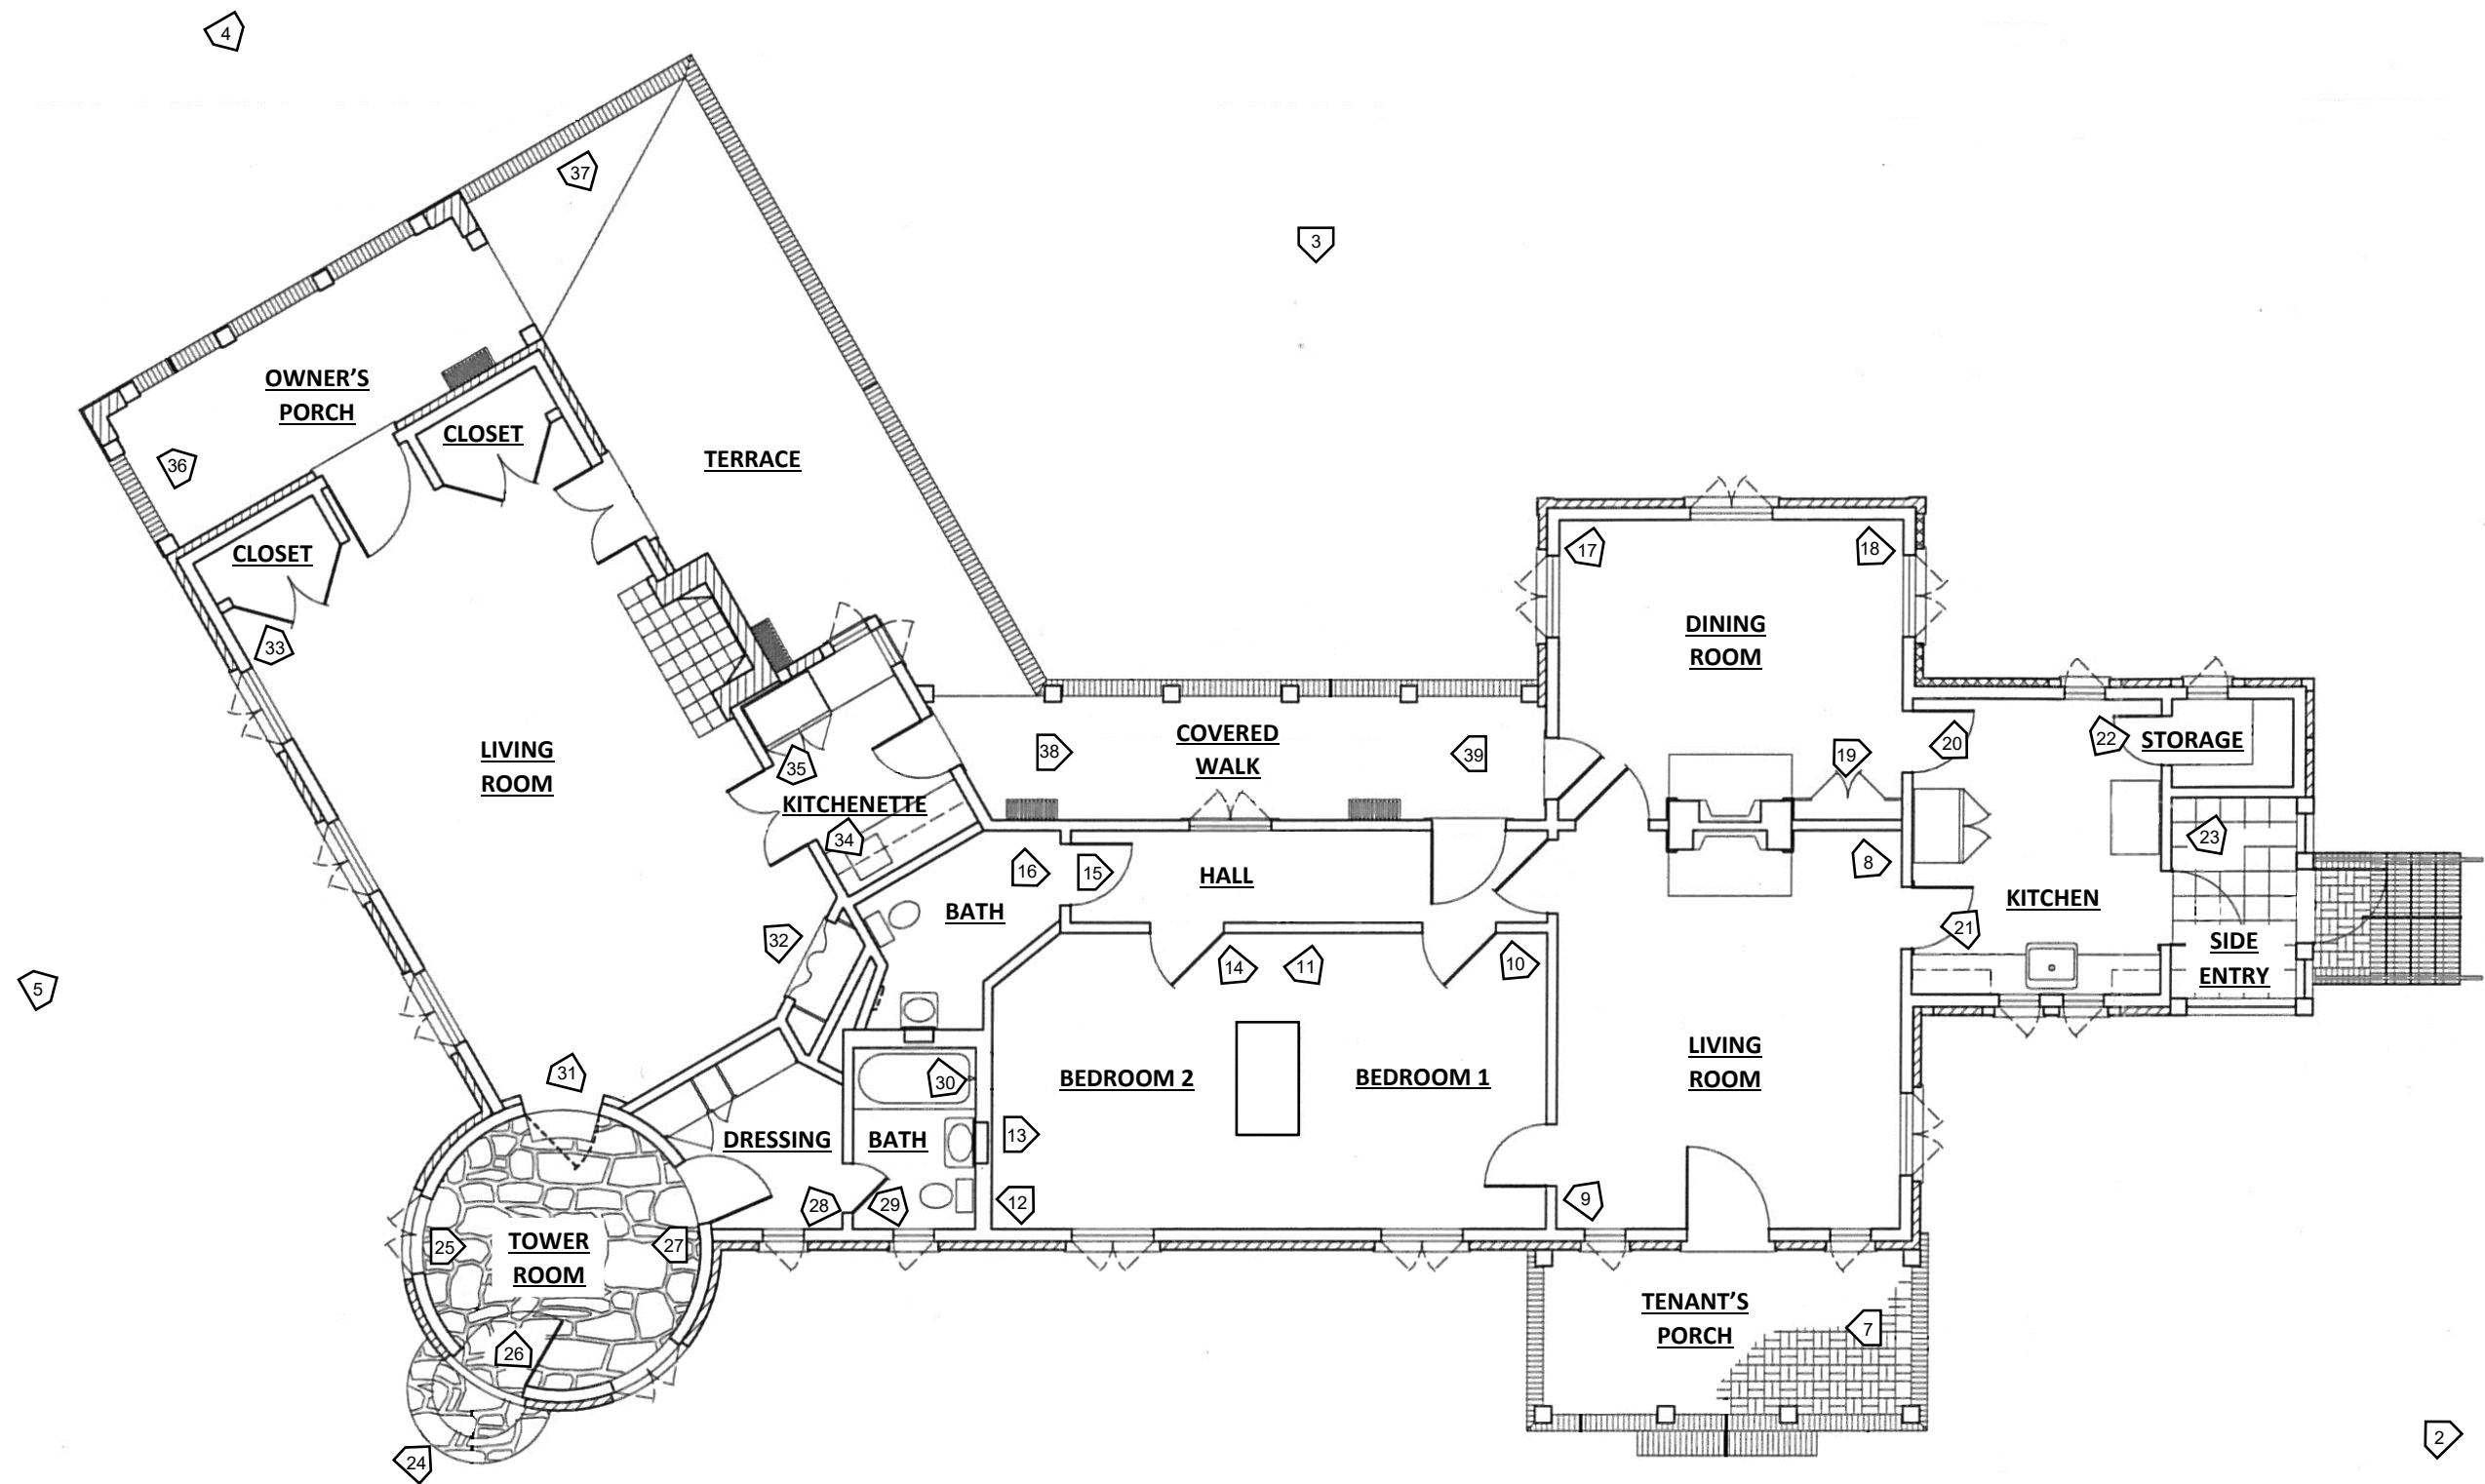 4
37
3
OWNER'S
PORCH
CLOSET
36
TERRACE
CLOSET
17
18
33
DINING
ROOM
LIVING
ROOM
35
KITCHENETTE
34
38
COVERED
WALK
39
19
20
22
STORAGE
23
16
15
HALL
8
KITCHEN
BATH
32
14
11
10
21
SIDE
ENTRY
5
31
30
BEDROOM 2
BEDROOM 1
LIVING
ROOM
DRESSING
BATH
13
28
29
12
9
25
TOWER
ROOM
27
26
TENANT'S
PORCH
7
24
2